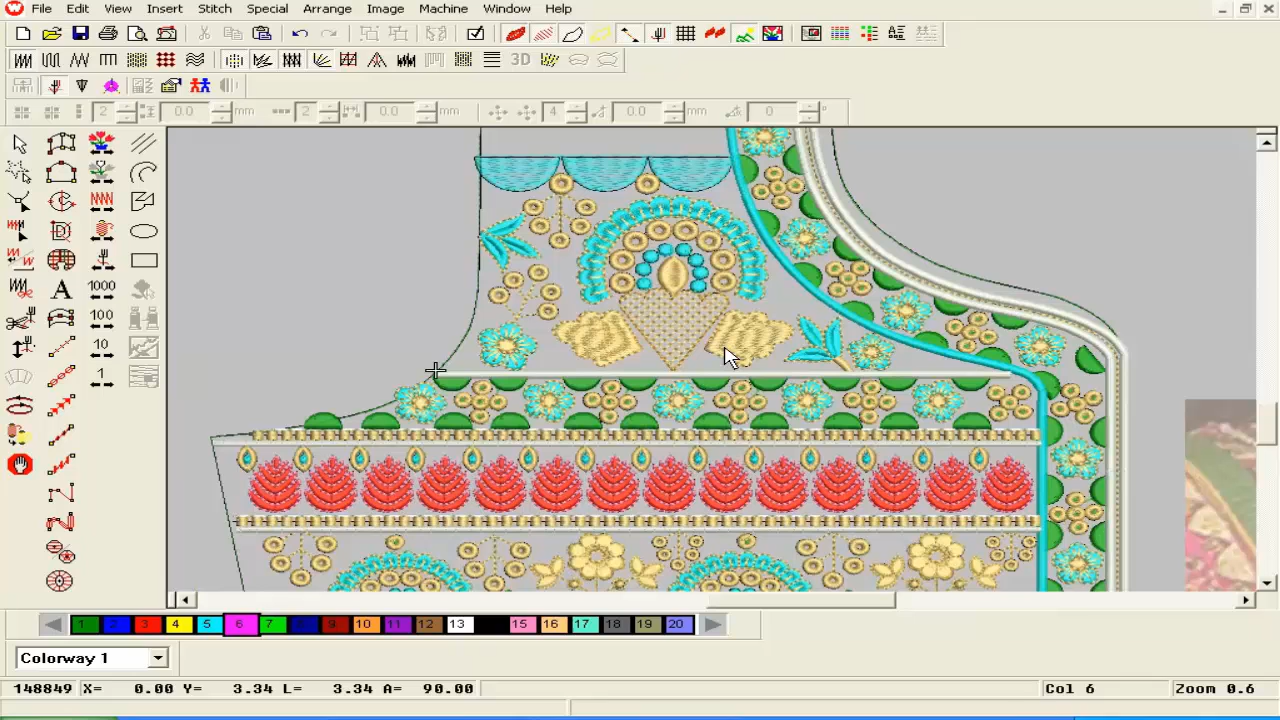 File Edit View Insert Stitch Special Arrange Image Machine Window Help
3D
2 0.0 mm 2 0.0 mm 4 0.0 mm 0 °
1000
A 100
10
1
1 2 3 4 5 6 7 8 9 10 11 12 13 15 16 17 18 19 20
Colorway 1
148849 X= 0.00 Y= 3.34 L= 3.34 A= 90.00 Col 6 Zoom 0.6